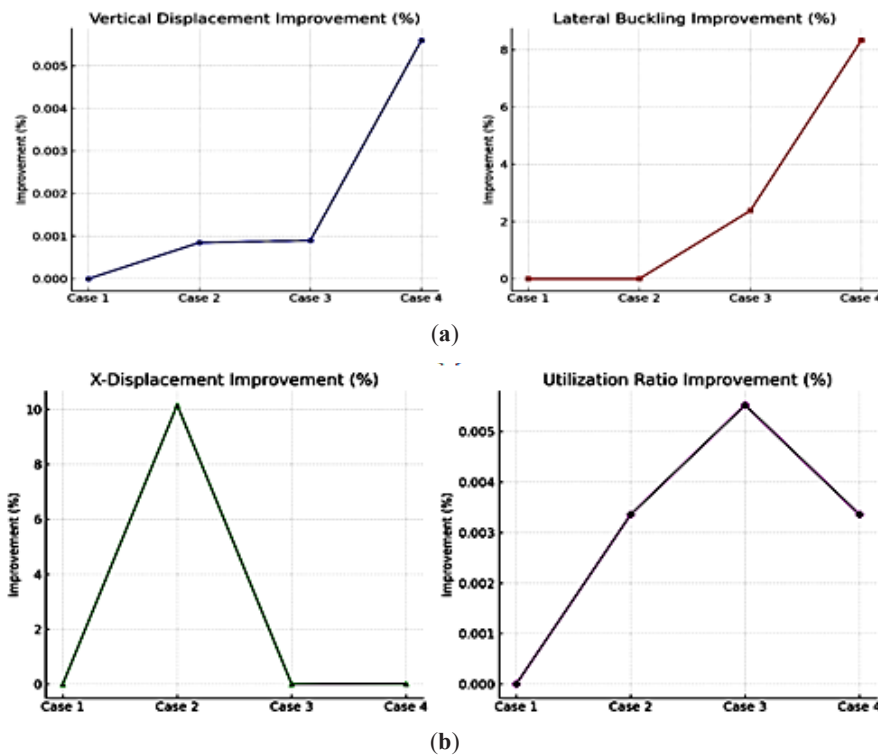 Vertical Displacement Improvement (%)
Improvement (%)
0.005
0.004
0.003
0.002
0.001
0.000
Case 1 Case 2 Case 3 Case 4
Lateral Buckling Improvement (%)
Improvement (%)
8
6
4
2
0
Case 1 Case 2 Case 3 Case 4
(a)
X-Displacement Improvement (%)
Improvement (%)
10
8
6
4
2
0
Case 1 Case 2 Case 3 Case 4
Utilization Ratio Improvement (%)
Improvement (%)
0.005
0.004
0.003
0.002
0.001
0.000
Case 1 Case 2 Case 3 Case 4
(b)